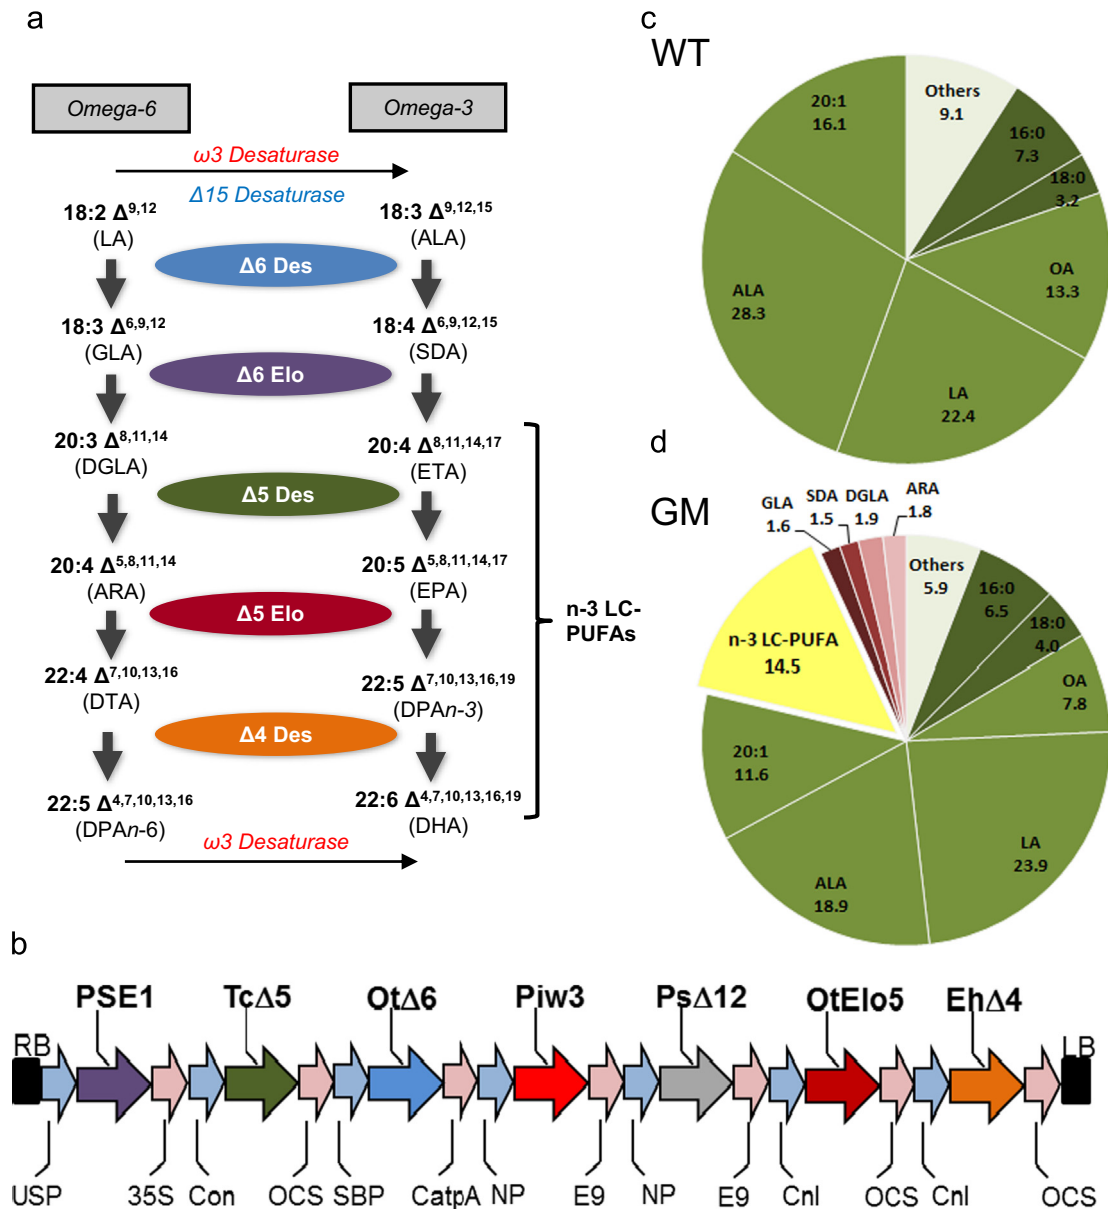 a
Omega-6
Omega-3
ω3 Desaturase
Δ15 Desaturase
18:2 Δ9,12
(LA)
18:3 Δ9,12,15
(ALA)
Δ6 Des
18:3 Δ6,9,12
(GLA)
18:4 Δ6,9,12,15
(SDA)
Δ6 Elo
20:3 Δ8,11,14
(DGLA)
20:4 Δ8,11,14,17
(ETA)
Δ5 Des
20:4 Δ5,8,11,14
(ARA)
20:5 Δ5,8,11,14,17
(EPA)
Δ5 Elo
22:4 Δ7,10,13,16
(DTA)
22:5 Δ7,10,13,16,19
(DPAn-3)
Δ4 Des
22:5 Δ4,7,10,13,16
(DPAn-6)
22:6 Δ4,7,10,13,16,19
(DHA)
ω3 Desaturase
n-3 LC-
PUFAs
c
WT
Others
9.1
16:0
7.3
18:0
3.2
OA
13.3
LA
22.4
ALA
28.3
20:1
16.1
d
GM
GLA
1.6
SDA
1.5
DGLA
1.9
ARA
1.8
Others
5.9
16:0
6.5
18:0
4.0
OA
7.8
LA
23.9
ALA
18.9
20:1
11.6
n-3 LC-PUFA
14.5
b
PSE1 TcΔ5 OtΔ6 Piw3 PsΔ12 OtElo5 EhΔ4
RB LB
USP 35S Con OCS SBP CatpA NP E9 NP E9 Cnl OCS Cnl OCS